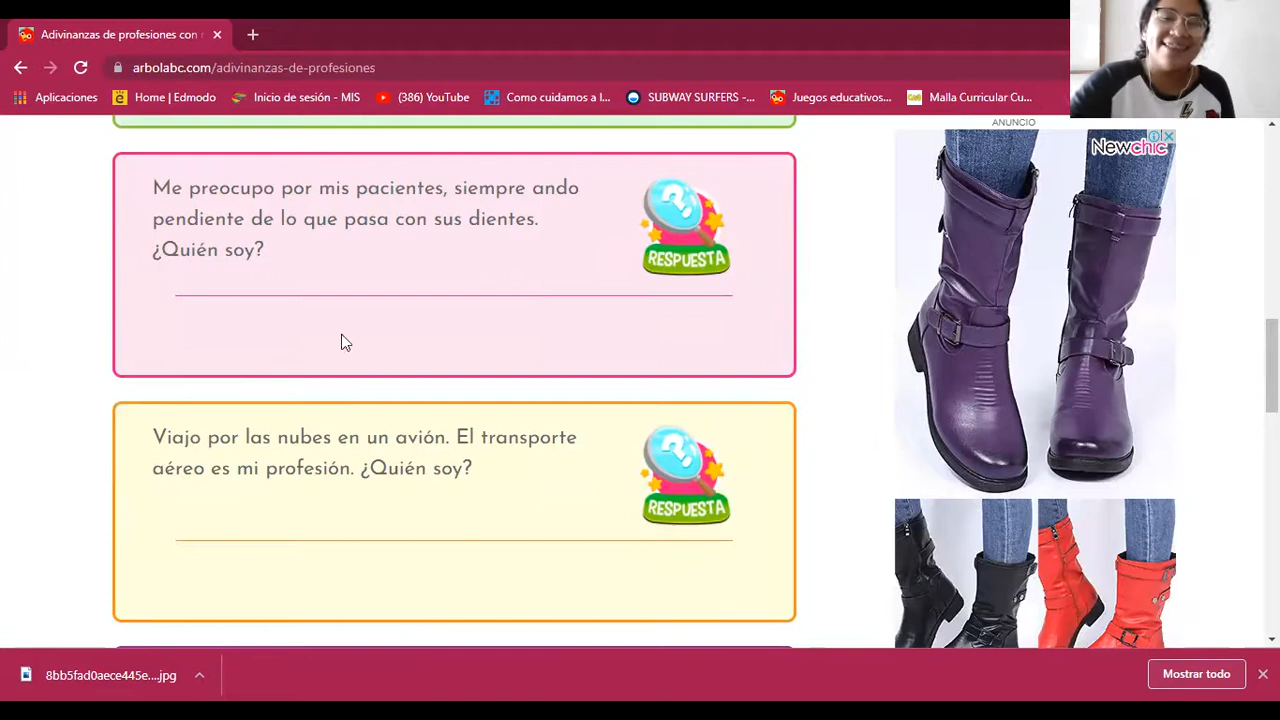 Adivinanzas de profesiones con
arbolabc.com/adivinanzas-de-profesiones
Aplicaciones
Home | Edmodo
Inicio de sesión - MIS
(386) YouTube
Como cuidamos a l...
SUBWAY SURFERS -...
Juegos educativos...
Malla Curricular Cu...
ANUNCIO
Newchic
Me preocupo por mis pacientes, siempre ando
pendiente de lo que pasa con sus dientes.
¿Quién soy?
RESPUESTA
Viajo por las nubes en un avión. El transporte
aéreo es mi profesión. ¿Quién soy?
RESPUESTA
8bb5fad0aece445e....jpg
Mostrar todo